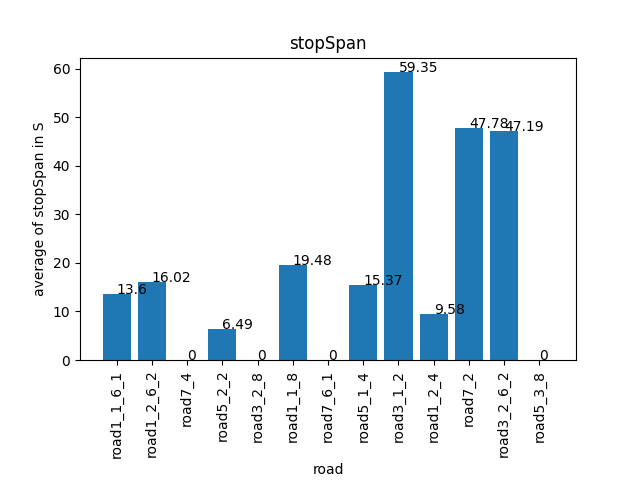 stopSpan
average of stopSpan in S
60
50
40
30
20
10
0
13.6
16.02
0
6.49
0
19.48
0
15.37
59.35
9.58
47.78
47.19
0
road1_1_6_1
road1_2_6_2
road7_4
road5_2_2
road3_2_8
road1_1_8
road7_6_1
road5_1_4
road3_1_2
road1_2_4
road7_2
road3_2_6_2
road5_3_8
road